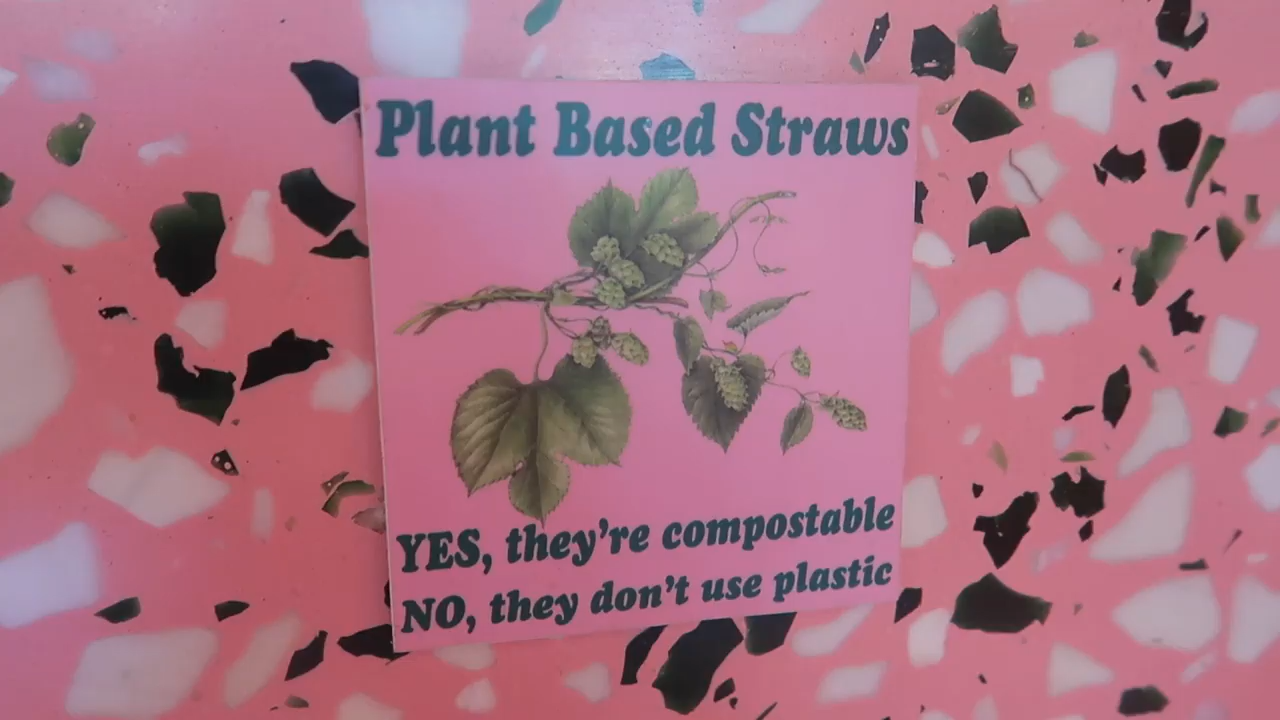 Plant Based Straws
YES, they're compostable
NO, they don't use plastic